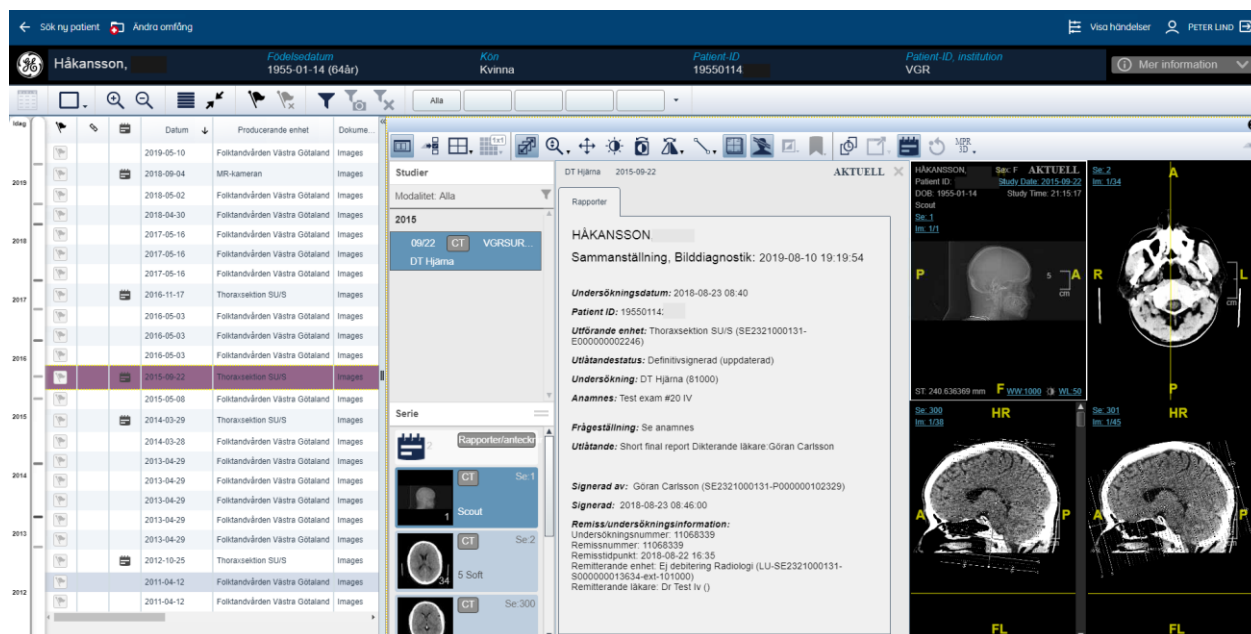 Sök ny patient
Ändra omfång
Visa händelser
PETER LIND
Håkansson,
Födelsedatum
1955-01-14 (64år)
Kön
Kvinna
Patient-ID
19550114
Patient-ID, institution
VGR
Mer information
Alla
Idag
Datum
Producerande enhet
Dokume...
2019-05-10 Folktandvården Västra Götaland Images
2018-09-04 MR-kameran Images
2018-05-02 Folktandvården Västra Götaland Images
2018-04-30 Folktandvården Västra Götaland Images
2017-05-16 Folktandvården Västra Götaland Images
2017-05-16 Folktandvården Västra Götaland Images
2017-05-16 Folktandvården Västra Götaland Images
2016-11-17 Thoraxsektion SU/S Images
2016-05-03 Folktandvården Västra Götaland Images
2016-05-03 Folktandvården Västra Götaland Images
2016-05-03 Folktandvården Västra Götaland Images
2015-09-22 Thoraxsektion SU/S Images
2015-05-08 Folktandvården Västra Götaland Images
2014-03-29 Thoraxsektion SU/S Images
2014-03-28 Folktandvården Västra Götaland Images
2013-04-29 Folktandvården Västra Götaland Images
2013-04-29 Folktandvården Västra Götaland Images
2013-04-29 Folktandvården Västra Götaland Images
2013-04-29 Folktandvården Västra Götaland Images
2013-04-29 Folktandvården Västra Götaland Images
2012-10-25 Thoraxsektion SU/S Images
2011-04-12 Folktandvården Västra Götaland Images
2011-04-12 Folktandvården Västra Götaland Images
2019
2018
2017
2016
2015
2014
2013
2012
MPR
3D
Studier
Modalitet: Alla
2015
09/22 CT VGRSUR...
DT Hjärna
Serie
Rapporter/anteckn
CT Se:1
1 Scout
CT Se:2
34 5 Soft
CT Se:300
DT Hjärna 2015-09-22 AKTUELL
Rapporter
HÅKANSSON
Sammanställning, Bilddiagnostik: 2019-08-10 19:19:54
Undersökningsdatum: 2018-08-23 08:40
Patient ID: 19550114
Utförande enhet: Thoraxsektion SU/S (SE2321000131-
E000000002246)
Utlåtandestatus: Definitivsignerad (uppdaterad)
Undersökning: DT Hjärna (81000)
Anamnes: Test exam #20 IV
Frågeställning: Se anamnes
Utlåtande: Short final report Dikterande läkare:Göran Carlsson
Signerad av: Göran Carlsson (SE2321000131-P000000102329)
Signerad: 2018-08-23 08:46:00
Remiss/undersökningsinformation:
Undersökningsnummer: 11068339
Remissnummer: 11068339
Remisstidpunkt: 2018-08-22 16:35
Remitterande enhet: Ej debitering Radiologi (LU-SE2321000131-
S000000013634-ext-101000)
Remitterande läkare: Dr Test Iv ()
HÅKANSSON, Sex: F AKTUELL
Patient ID: Study Date: 2015-09-22
DOB: 1955-01-14 Study Time: 21:15:17
Scout
Se: 1
Im: 1/1
P
5
A
cm
ST: 240.636369 mm F WW:1000 WL:50
Se: 2
Im: 1/34
A
R
L
cm
P
Se: 300 HR
Im: 1/38
A
P
FL
Se: 301 HR
Im: 1/45
A
P
FL